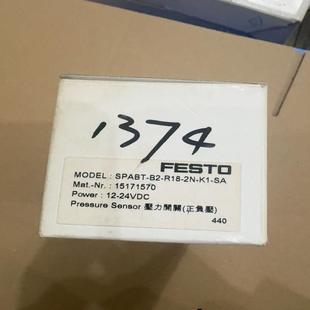 1374
FESTO
MODEL : SPABT-B2-R18-2N-K1-SA
Mat.-Nr. : 15171570
Power : 12-24VDC
Pressure Sensor 壓力開關(正負壓)
440